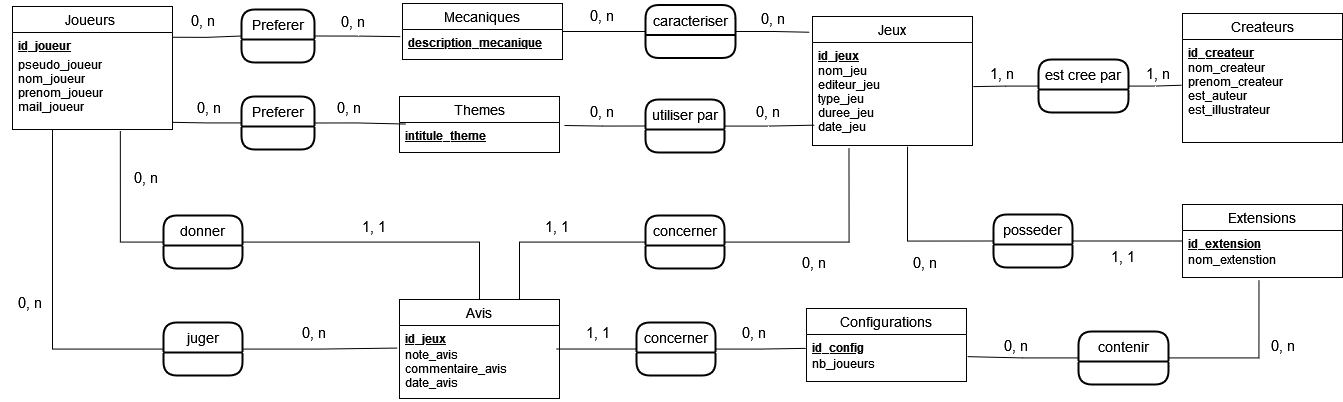 Joueurs
id_joueur
pseudo_joueur
nom_joueur
prenom_joueur
mail_joueur
0, n
Preferer
0, n
Mecaniques
description_mecanique
0, n
caracteriser
0, n
Jeux
id_jeux
nom_jeu
editeur_jeu
type_jeu
duree_jeu
date_jeu
1, n
est cree par
1, n
Createurs
id_createur
nom_createur
prenom_createur
est_auteur
est_illustrateur
0, n
Preferer
0, n
Themes
intitule_theme
0, n
utiliser par
0, n
0, n
donner
1, 1
1, 1
concerner
0, n
0, n
posseder
1, 1
Extensions
id_extension
nom_extenstion
0, n
juger
0, n
Avis
id_jeux
note_avis
commentaire_avis
date_avis
1, 1
concerner
0, n
Configurations
id_config
nb_joueurs
0, n
contenir
0, n